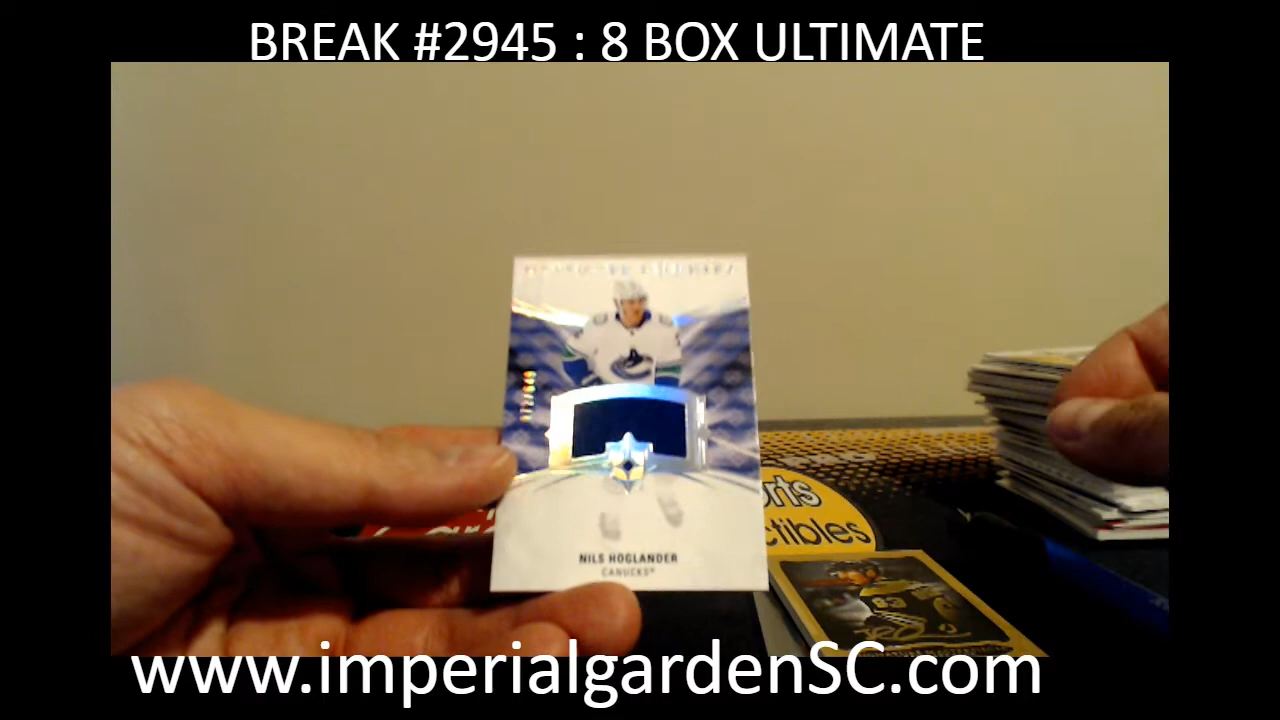 BREAK #2945 : 8 BOX ULTIMATE
NILS HOGLANDER
CANUCKS
orts
ctibles
www.imperialgardenSC.com